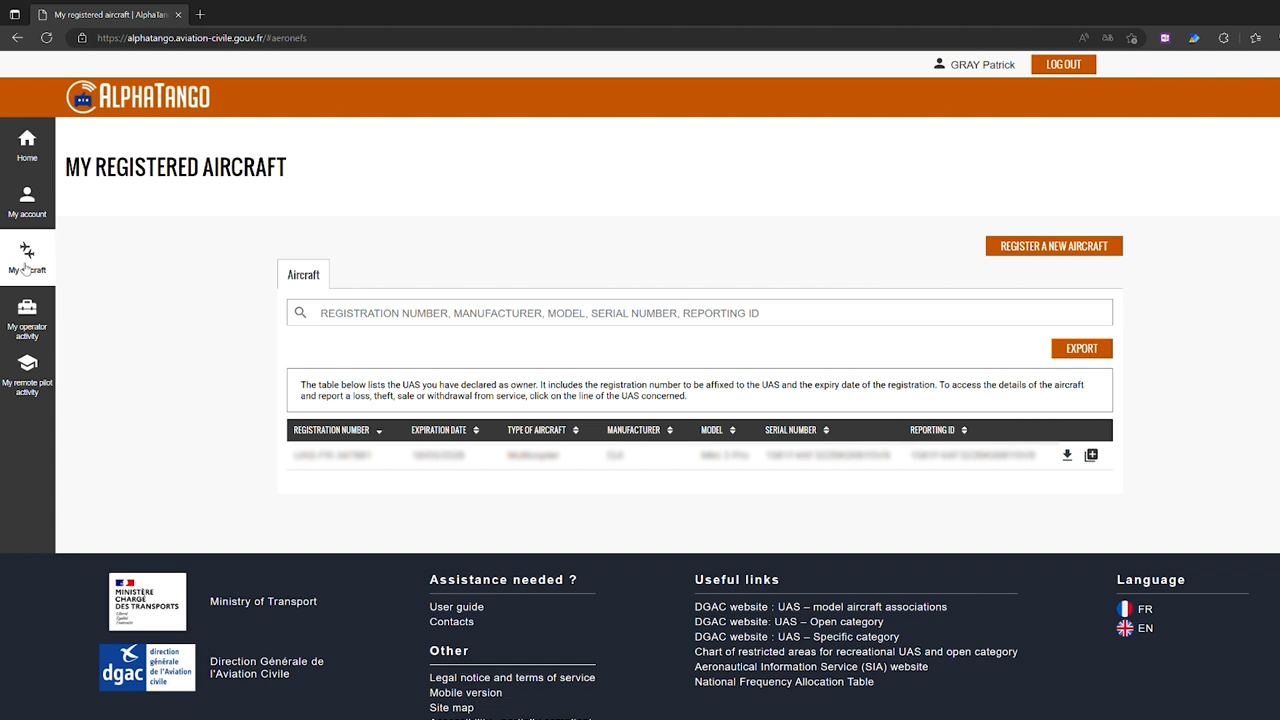 My registered aircraft | AlphaTan
https://alphatango.aviation-civile.gouv.fr/#aeronefs
GRAY Patrick
LOG OUT
ALPHATANGO
Home
My account
My operator
activity
My remote pilot
activity
MY REGISTERED AIRCRAFT
REGISTER A NEW AIRCRAFT
Aircraft
REGISTRATION NUMBER, MANUFACTURER, MODEL, SERIAL NUMBER, REPORTING ID
EXPORT
The table below lists the UAS you have declared as owner. It includes the registration number to be affixed to the UAS and the expiry date of the registration. To access the details of the aircraft
and report a loss, theft, sale or withdrawal from service, click on the line of the UAS concerned.
REGISTRATION NUMBER EXPIRATION DATE TYPE OF AIRCRAFT MANUFACTURER MODEL SERIAL NUMBER REPORTING ID
MINISTÈRE
CHARGÉ
DES TRANSPORTS
Ministry of Transport
dgac
direction
générale
de l'Aviation
civile
Direction Générale de
l'Aviation Civile
Assistance needed ?
User guide
Contacts
Other
Legal notice and terms of service
Mobile version
Site map
Useful links
DGAC website : UAS – model aircraft associations
DGAC website: UAS – Open category
DGAC website : UAS – Specific category
Chart of restricted areas for recreational UAS and open category
Aeronautical Information Service (SIA) website
National Frequency Allocation Table
Language
FR
EN